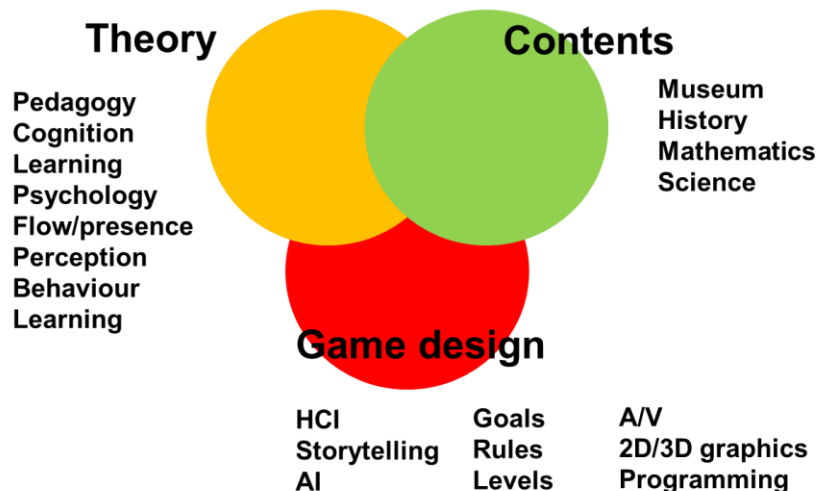 Theory
Pedagogy
Cognition
Learning
Psychology
Flow/presence
Perception
Behaviour
Learning
Contents
Museum
History
Mathematics
Science
Game design
HCI
Storytelling
AI
Goals
Rules
Levels
A/V
2D/3D graphics
Programming